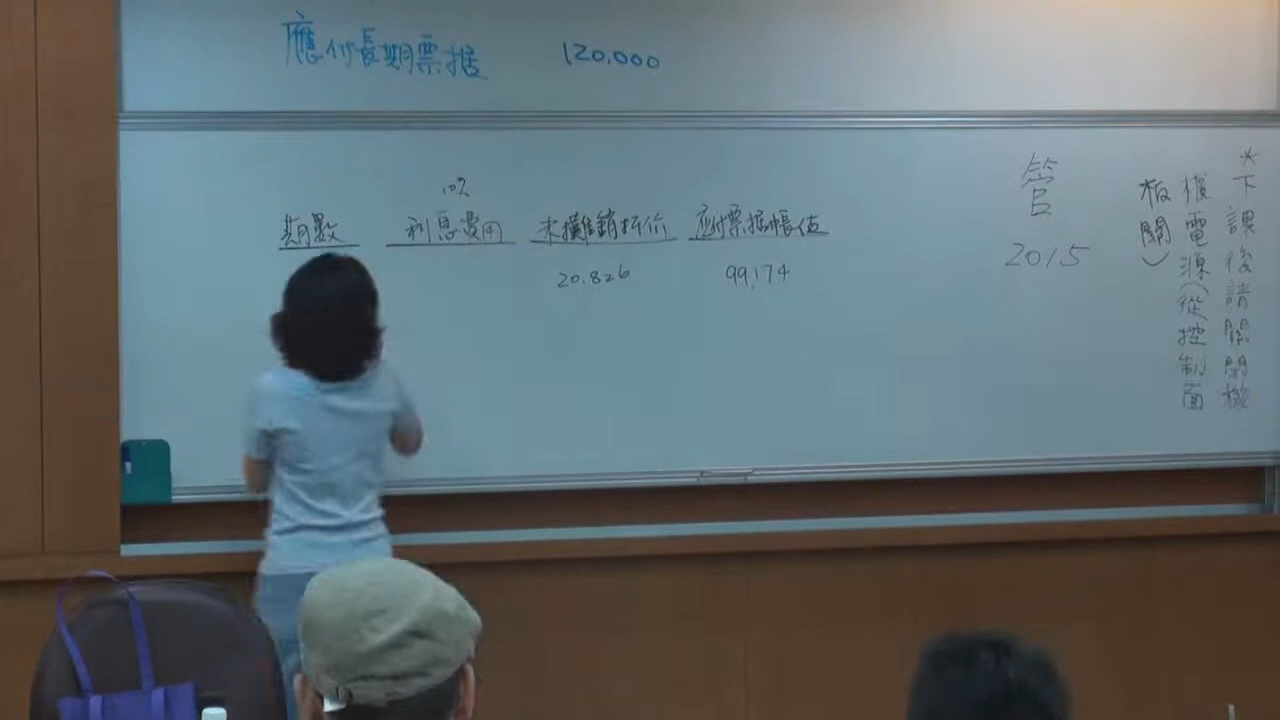 應付長期票据 120,000
10%
期數 利息費用 未攤銷折价 應付票据帳值
20,826 99,174
管 2015
*下課後請關閉機
櫃電源(從控制面
板關)